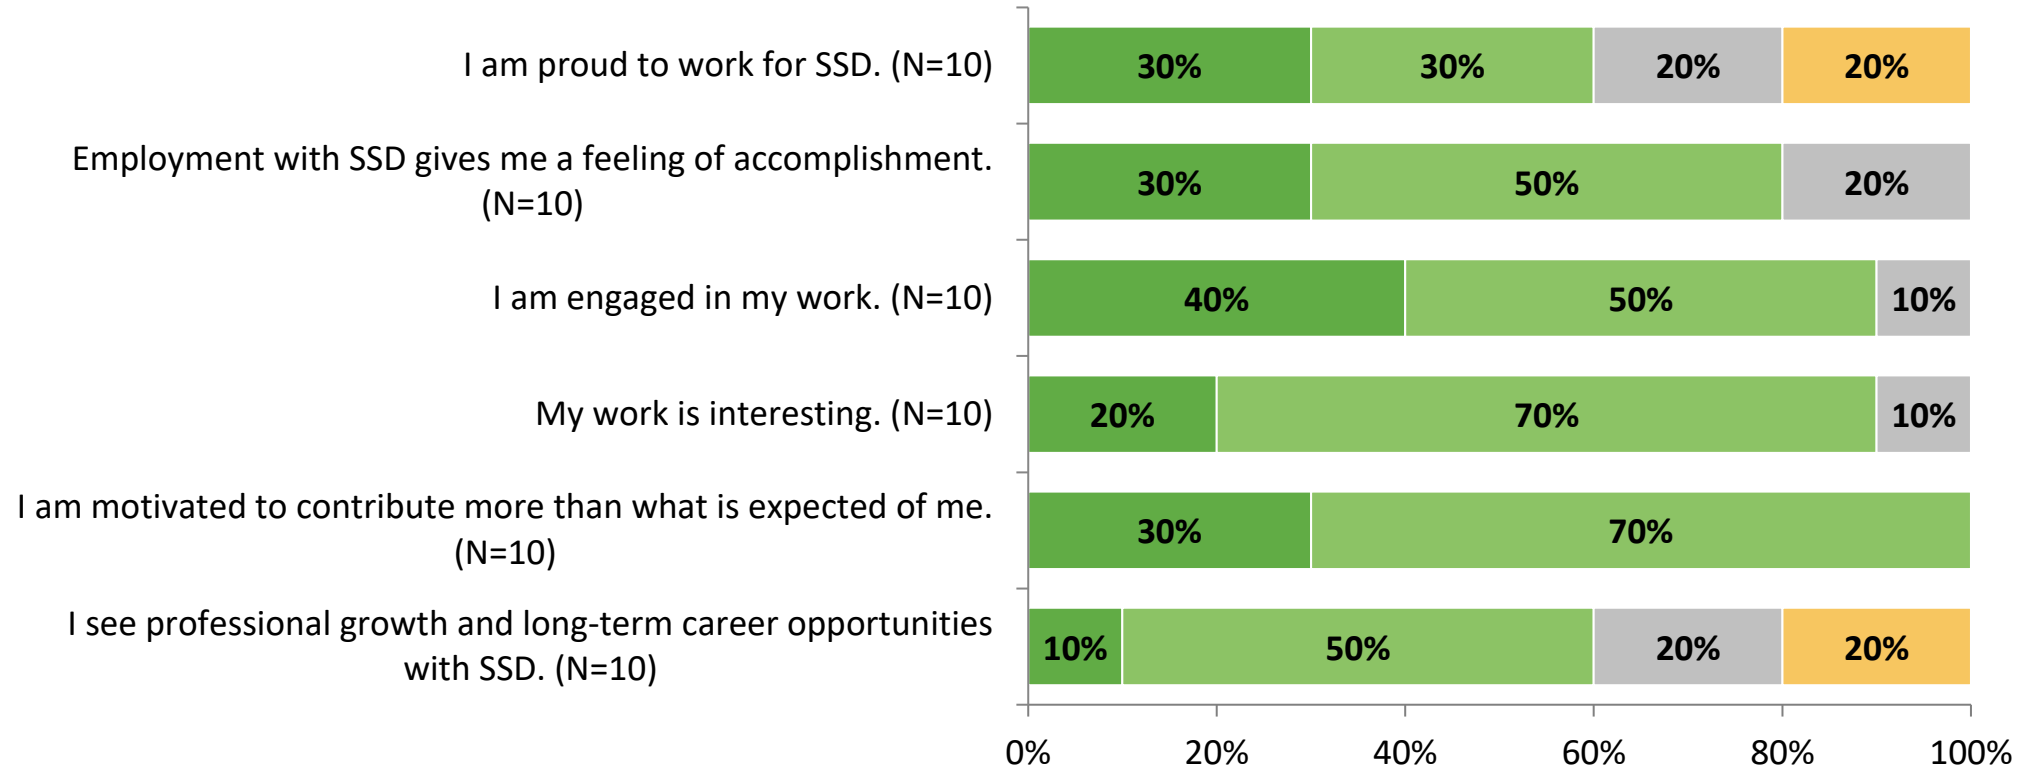 I am proud to work for SSD. (N=10)
30% 30% 20% 20%
Employment with SSD gives me a feeling of accomplishment.
(N=10)
30% 50% 20%
I am engaged in my work. (N=10)
40% 50% 10%
My work is interesting. (N=10)
20% 70% 10%
I am motivated to contribute more than what is expected of me.
(N=10)
30% 70%
I see professional growth and long-term career opportunities
with SSD. (N=10)
10% 50% 20% 20%
0% 20% 40% 60% 80% 100%